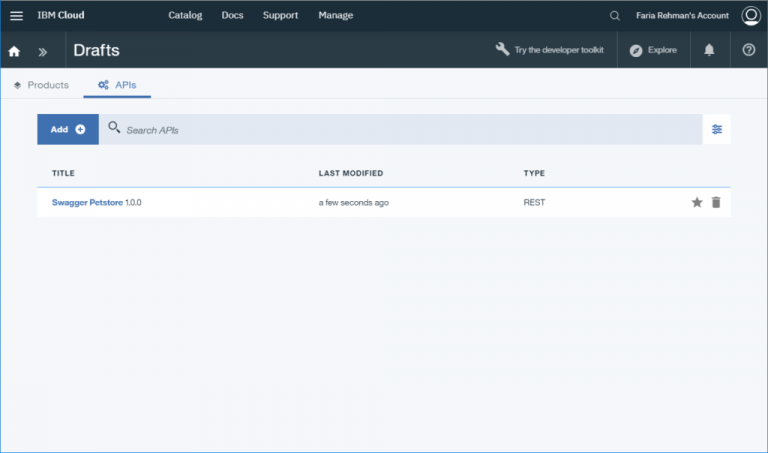 IBM Cloud Catalog Docs Support Manage Faria Rehman's Account
Drafts Try the developer toolkit Explore
Products APIs
Add Search APIs
TITLE LAST MODIFIED TYPE
Swagger Petstore 1.0.0 a few seconds ago REST